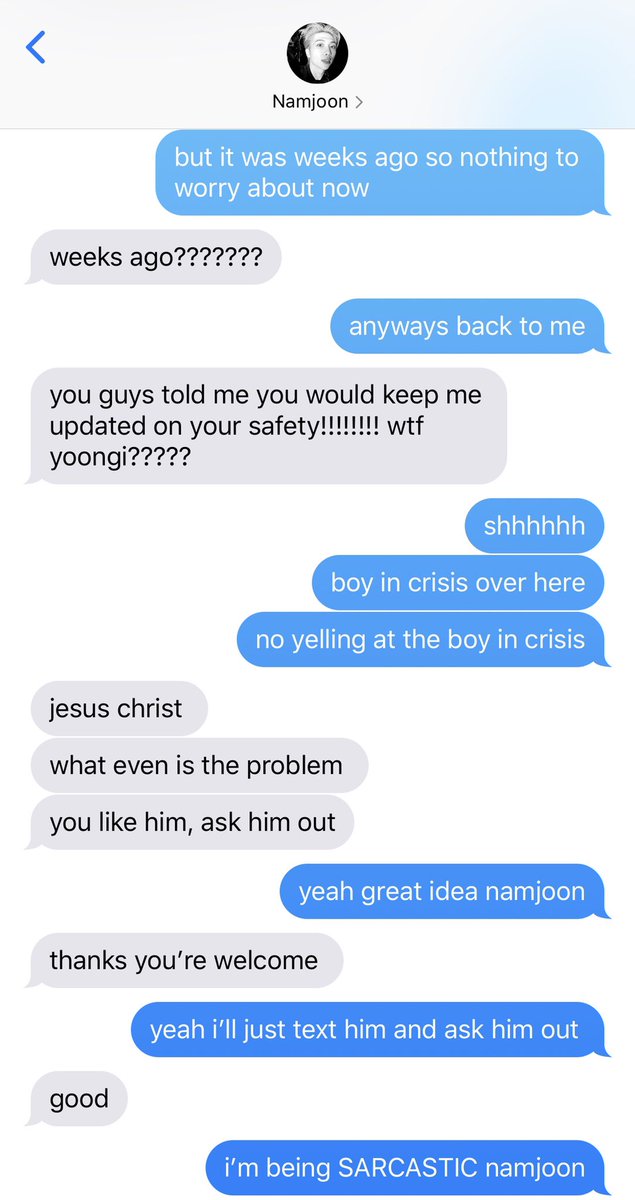 Namjoon
but it was weeks ago so nothing to
worry about now
weeks ago???????
anyways back to me
you guys told me you would keep me
updated on your safety!!!!!!!! wtf
yoongi?????
shhhhhh
boy in crisis over here
no yelling at the boy in crisis
jesus christ
what even is the problem
you like him, ask him out
yeah great idea namjoon
thanks you’re welcome
yeah i’ll just text him and ask him out
good
i’m being SARCASTIC namjoon